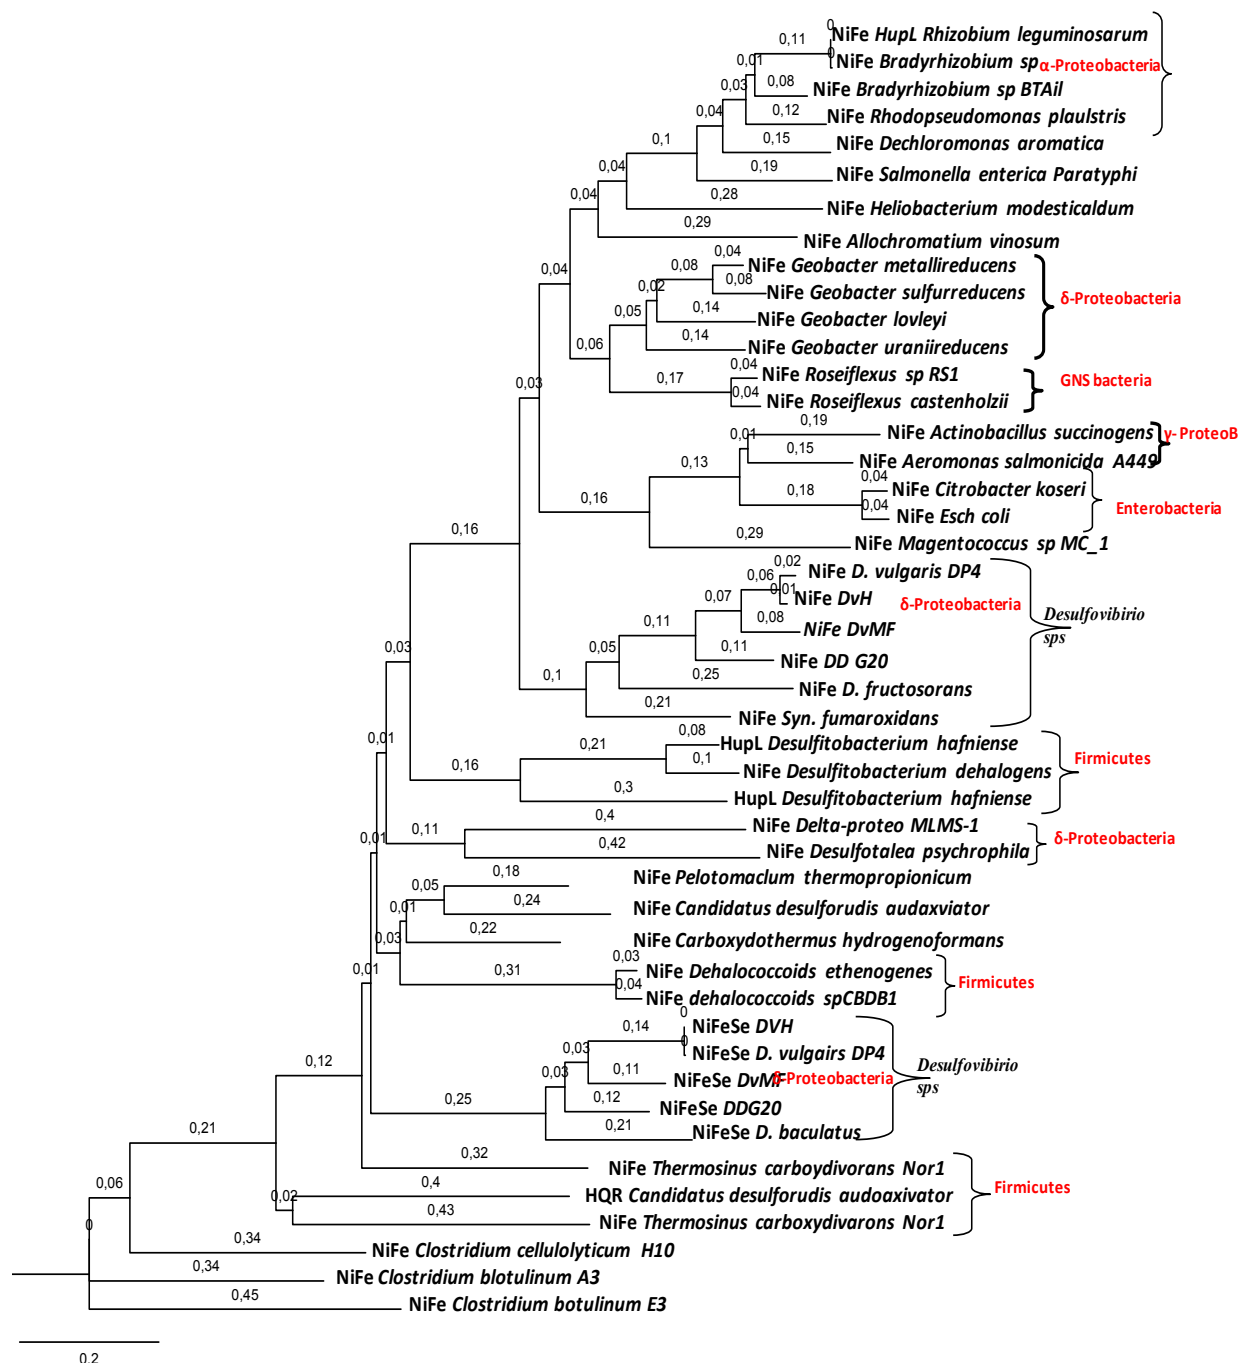 0
0,11
NiFe HupL Rhizobium leguminosarum
0
NiFe Bradyrhizobium sp
α-Proteobacteria
0,01
0,03
0,08
NiFe Bradyrhizobium sp BTAil
0,04
0,12
NiFe Rhodopseudomonas plaulstris
0,1
0,15
NiFe Dechloromonas aromatica
0,04
0,19
NiFe Salmonella enterica Paratyphi
0,04
0,28
NiFe Heliobacterium modesticaldum
0,29
NiFe Allochromatium vinosum
0,04
0,04
0,08
NiFe Geobacter metallireducens
0,02
0,08
NiFe Geobacter sulfurreducens
δ-Proteobacteria
0,05
0,14
NiFe Geobacter lovleyi
0,06
0,14
NiFe Geobacter uraniireducens
0,04
0,17
NiFe Roseiflexus sp RS1
GNS bacteria
0,03
0,04
NiFe Roseiflexus castenholzii
0,19
0,01
NiFe Actinobacillus succinogens
γ- ProteoB
0,13
0,15
NiFe Aeromonas salmonicida A449
0,04
0,16
0,18
NiFe Citrobacter koseri
0,04
NiFe Esch coli
Enterobacteria
0,16
0,29
NiFe Magentococcus sp MC_1
0,02
0,06
NiFe D. vulgaris DP4
0,07
0,01
NiFe DvH
δ-Proteobacteria
Desulfovibirio
sps
0,11
0,08
NiFe DvMF
0,05
0,11
NiFe DD G20
0,03
0,1
0,25
NiFe D. fructosorans
0,21
NiFe Syn. fumaroxidans
0,08
0,21
HupL Desulfitobacterium hafniense
Firmicutes
0,01
0,16
0,1
NiFe Desulfitobacterium dehalogens
0,3
HupL Desulfitobacterium hafniense
0,4
0,01
0,11
NiFe Delta-proteo MLMS-1
δ-Proteobacteria
0,42
NiFe Desulfotalea psychrophila
0,18
0,05
NiFe Pelotomaclum thermopropionicum
0,01
0,24
NiFe Candidatus desulforudis audaxviator
0,03
0,22
NiFe Carboxydothermus hydrogenoformans
0,03
0,01
0,31
NiFe Dehalococcoids ethenogenes
Firmicutes
0,04
NiFe dehalococcoids spCBDB1
0
0,14
NiFeSe DVH
0
0,03
NiFeSe D. vulgairs DP4
0,12
0,03
0,11
NiFeSe DvMF
-Proteobacteria
Desulfovibirio
sps
0,25
0,12
NiFeSe DDG20
0,21
NiFeSe D. baculatus
0,21
0,32
NiFe Thermosinus carboydivorans Nor1
0,06
0,02
0,4
HQR Candidatus desulforudis audoaxivator
Firmicutes
0
0,43
NiFe Thermosinus carboxydivarons Nor1
0,34
NiFe Clostridium cellulolyticum H10
0,34
NiFe Clostridium blotulinum A3
0,45
NiFe Clostridium botulinum E3
0,2